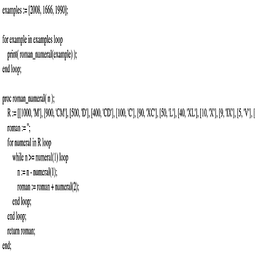 examples := [2008, 1666, 1990];
for example in examples loop
print( roman_numeral(example) );
end loop;
proc roman_numeral( n );
R := [[1000, 'M'], [900, 'CM'], [500, 'D'], [400, 'CD'], [100, 'C'], [90, 'XC'], [50, 'L'], [40, 'XL'], [10, 'X'], [9, 'IX'], [5, 'V'], [
roman := '';
for numeral in R loop
while n >= numeral(1) loop
n := n - numeral(1);
roman := roman + numeral(2);
end loop;
end loop;
return roman;
end;